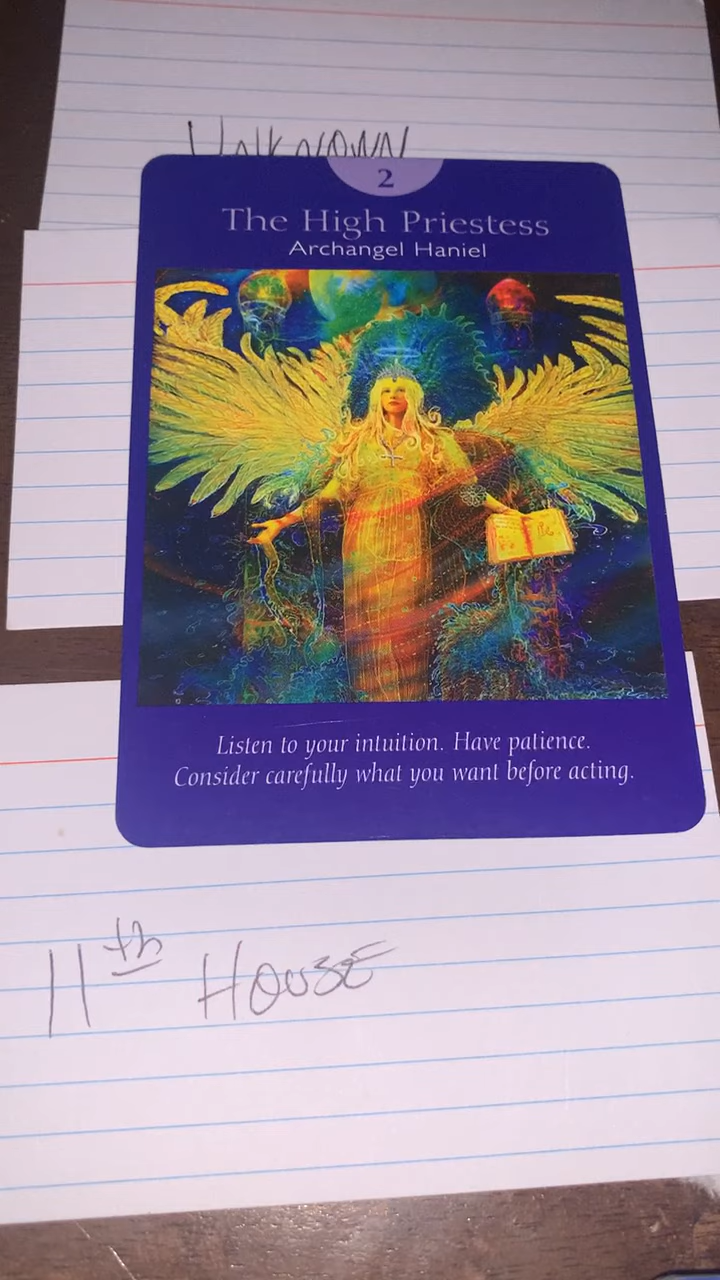 Unknown
2
The High Priestess
Archangel Haniel
Listen to your intuition. Have patience.
Consider carefully what you want before acting.
11th House